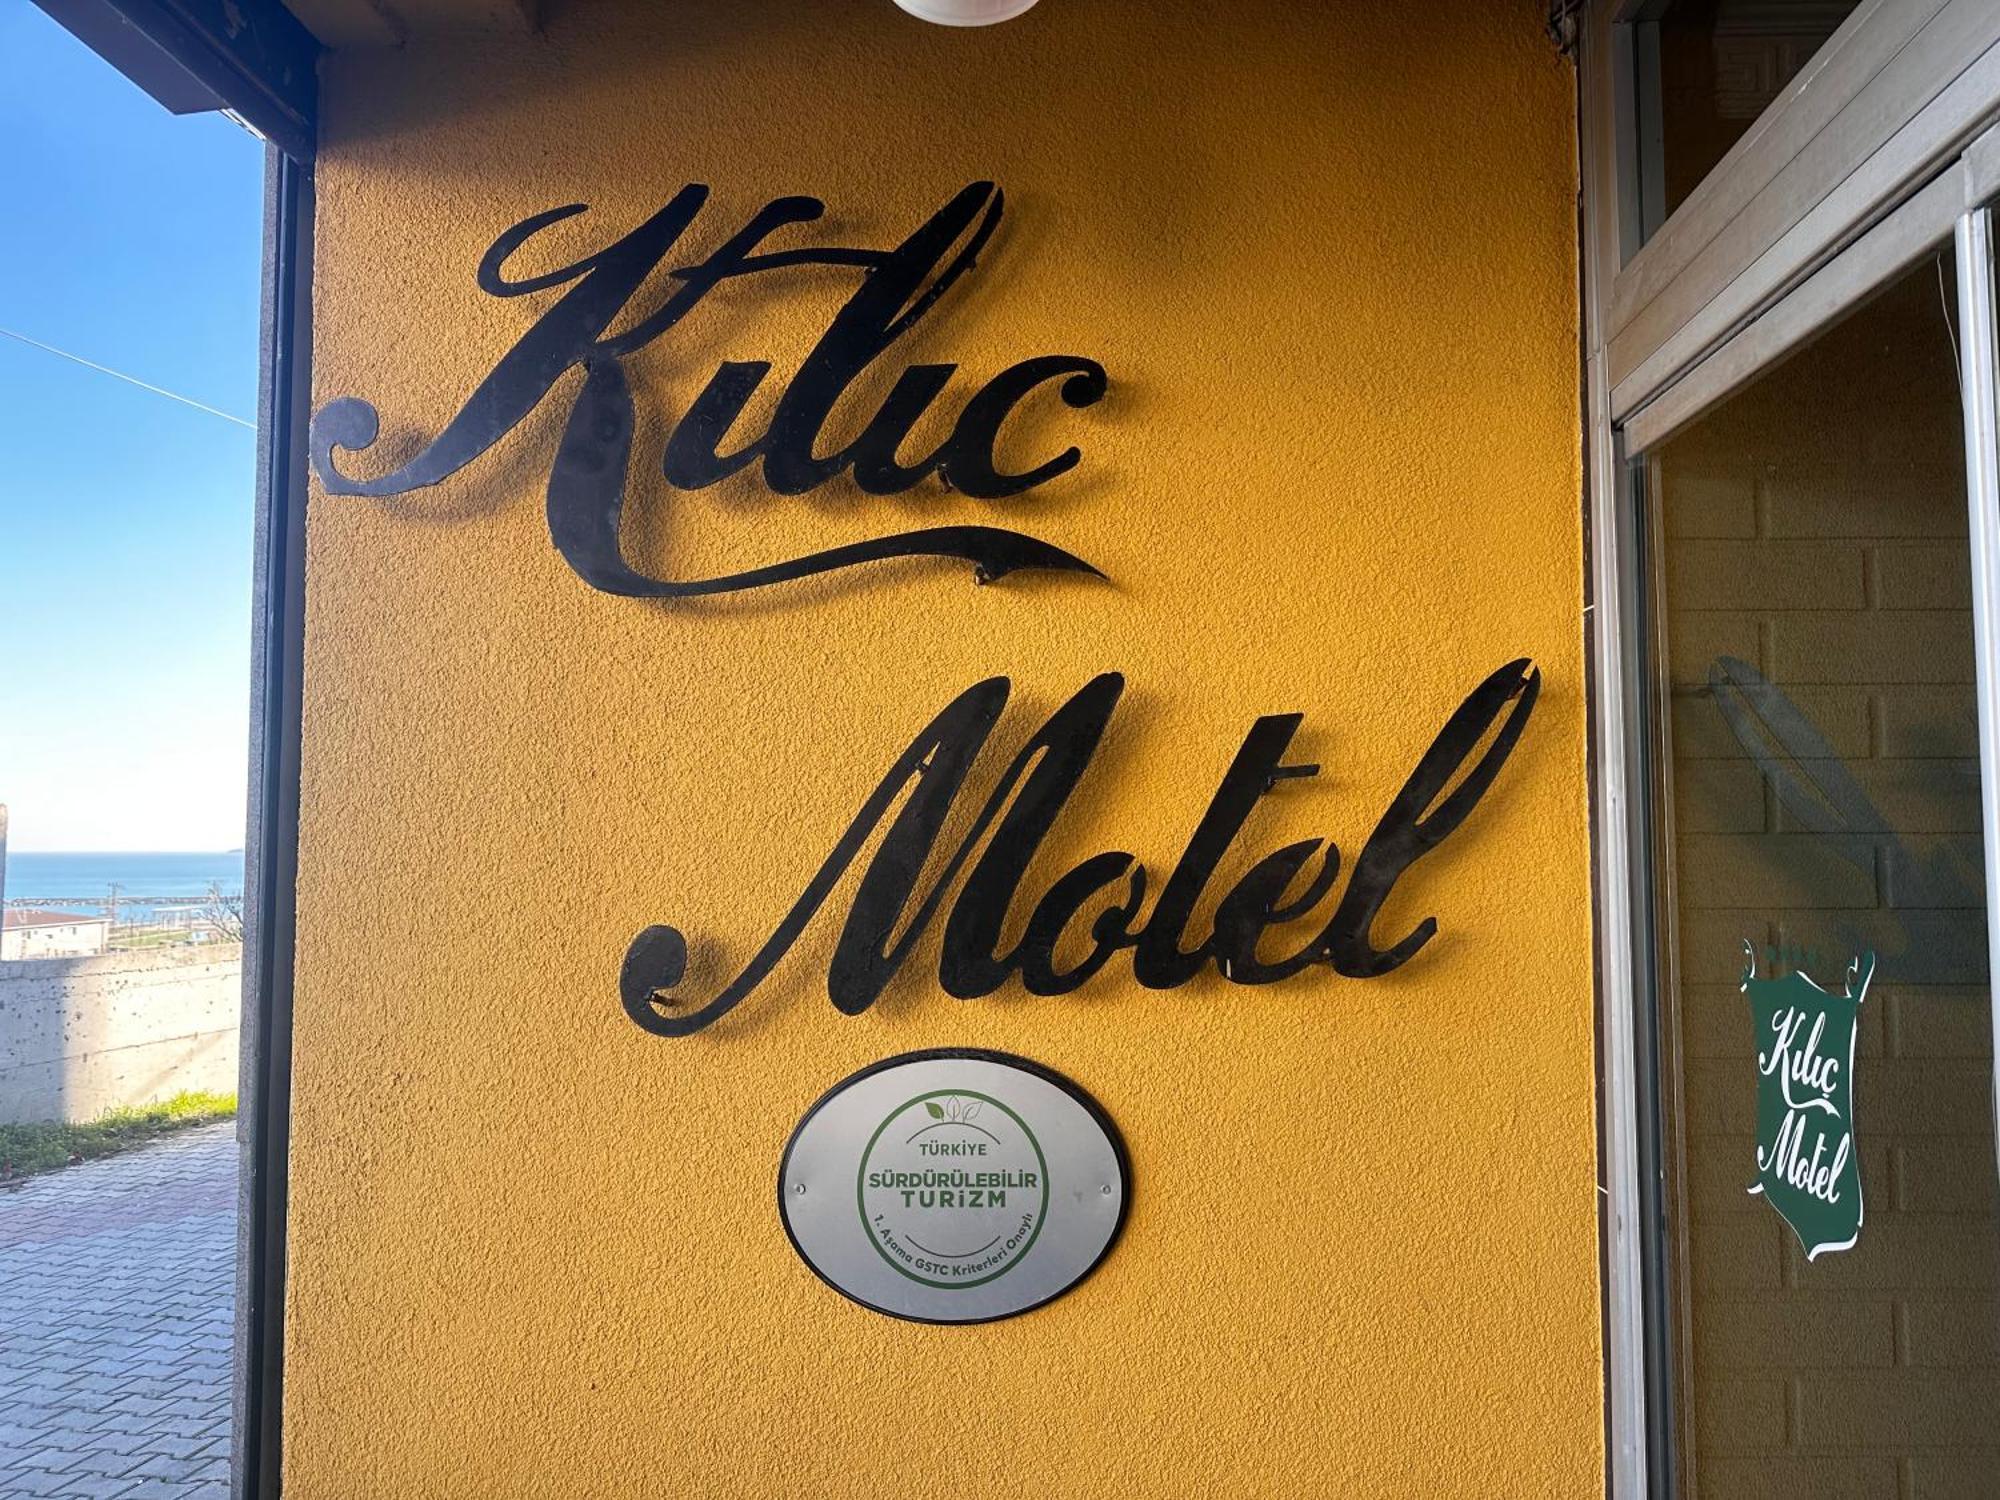 Kılıc
Motel
TÜRKİYE
SÜRDÜRÜLEBİLİR
TURİZM
1. Aşama GSTC Kriterleri Onaylı
Kılıç
Motel